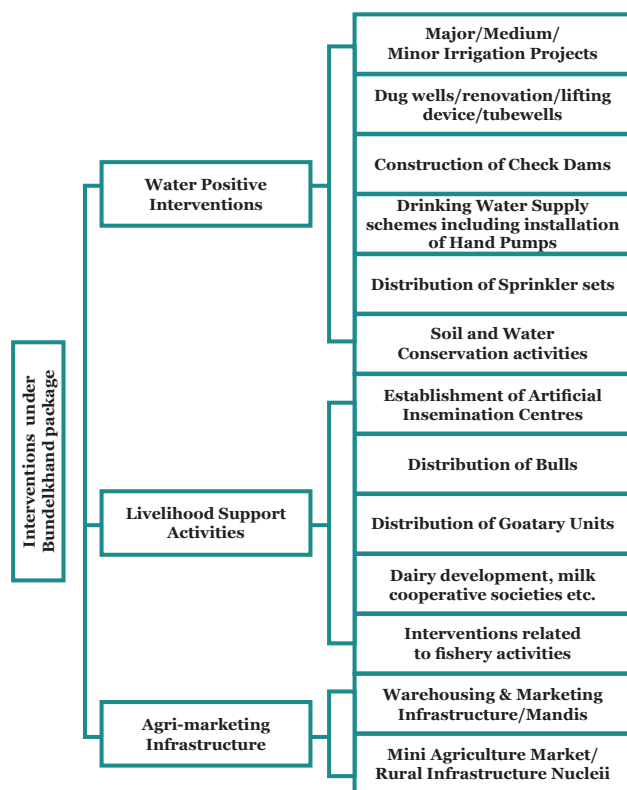 Major/Medium/
Minor Irrigation Projects
Dug wells/renovation/lifting
device/tubewells
Construction of Check Dams
Water Positive
Interventions
Drinking Water Supply
schemes including installation
of Hand Pumps
Distribution of Sprinkler sets
Soil and Water
Conservation activities
Interventions under
Bundelkhand package
Establishment of Artificial
Insemination Centres
Distribution of Bulls
Livelihood Support
Activities
Distribution of Goatary Units
Dairy development, milk
cooperative societies etc.
Interventions related
to fishery activities
Warehousing & Marketing
Infrastructure/Mandis
Agri-marketing
Infrastructure
Mini Agriculture Market/
Rural Infrastructure Nucleii